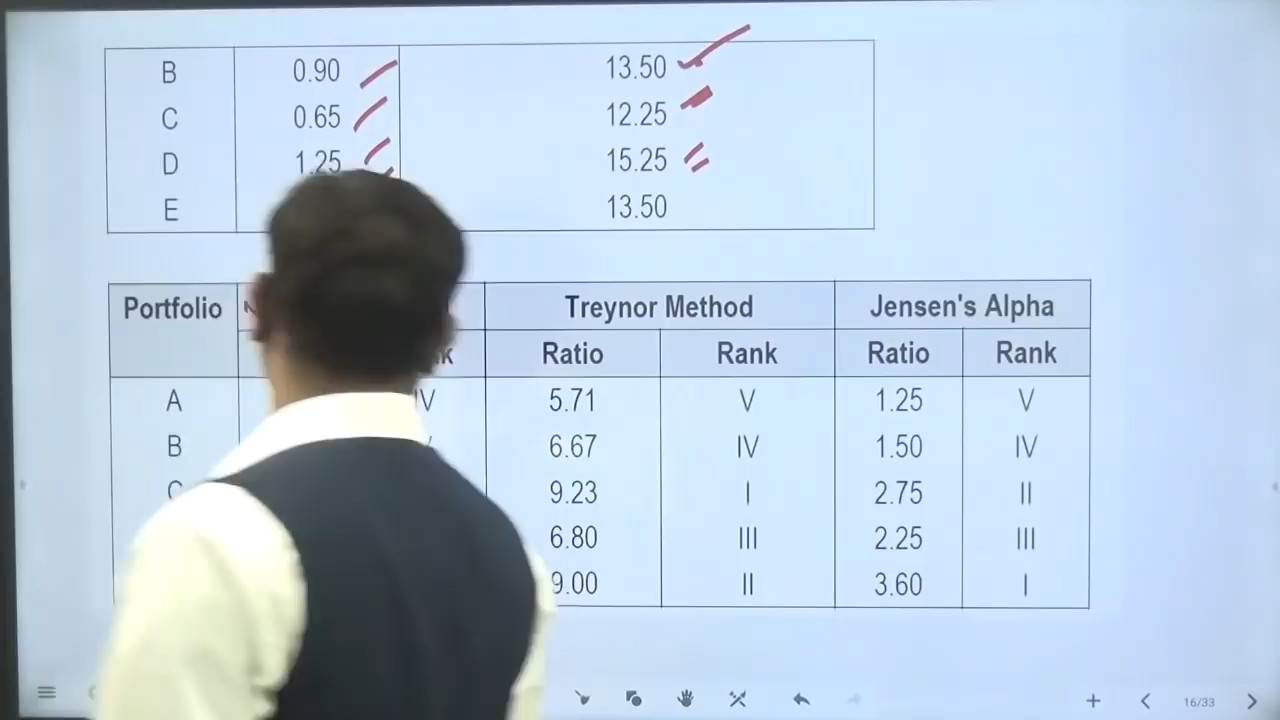 B 0.90 13.50
C 0.65 12.25
D 1.25 15.25
E 13.50
Portfolio Treynor Method Jensen's Alpha
Ratio Rank Ratio Rank
A IV 5.71 V 1.25 V
B 6.67 IV 1.50 IV
9.23 I 2.75 II
6.80 III 2.25 III
9.00 II 3.60 I
16/33